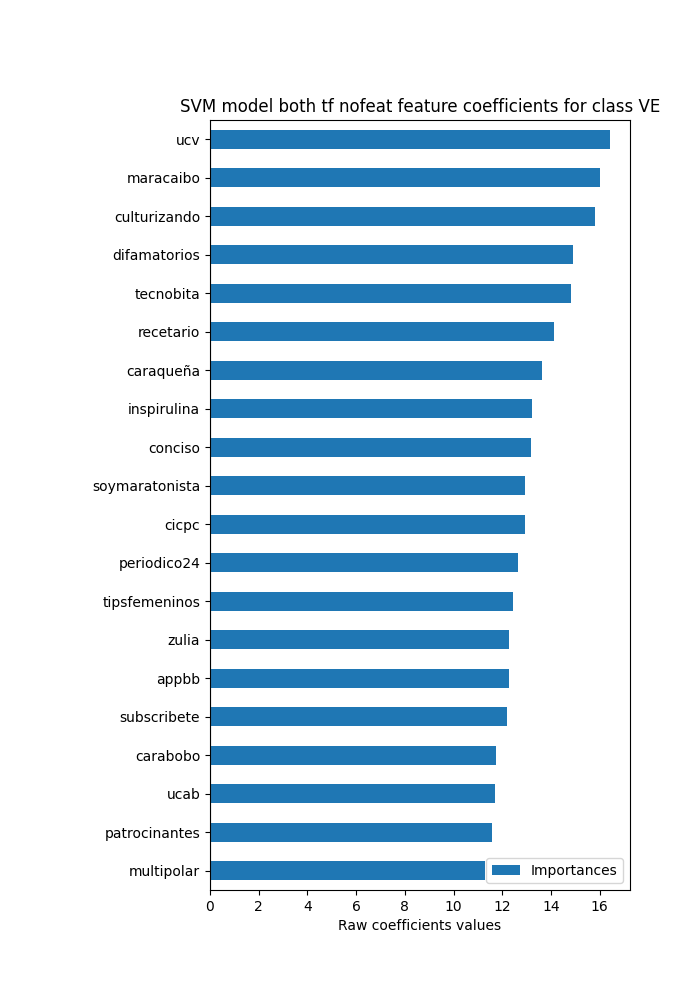 SVM model both tf nofeat feature coefficients for class VE
ucv
maracaibo
culturizando
difamatorios
tecnobita
recetario
caraqueña
inspirulina
conciso
soymaratonista
cicpc
periodico24
tipsfemeninos
zulia
appbb
subscribete
carabobo
ucab
patrocinantes
multipolar
Importances
0 2 4 6 8 10 12 14 16
Raw coefficients values